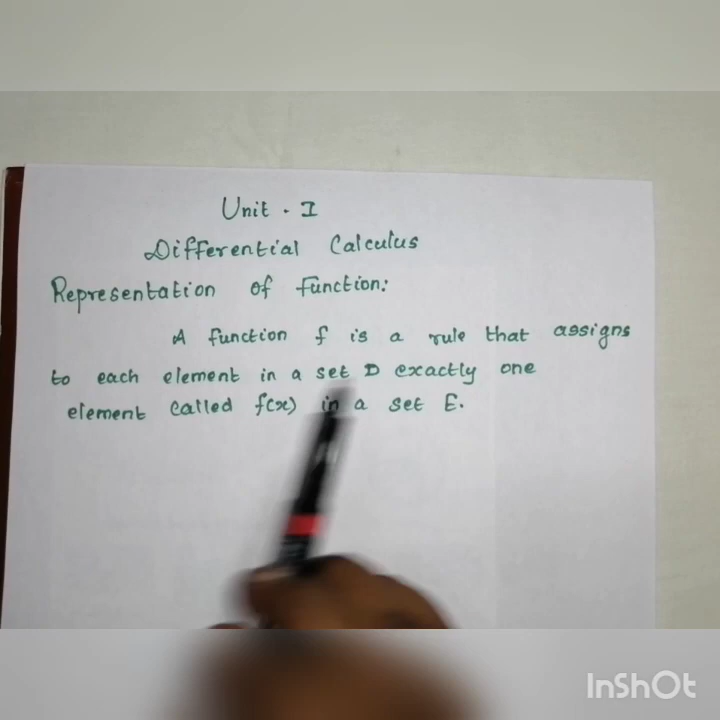 Unit - I
Differential Calculus
Representation of function:
A function f is a rule that assigns
to each element in a set D exactly one
element called f(x) in a set E.
InShOt